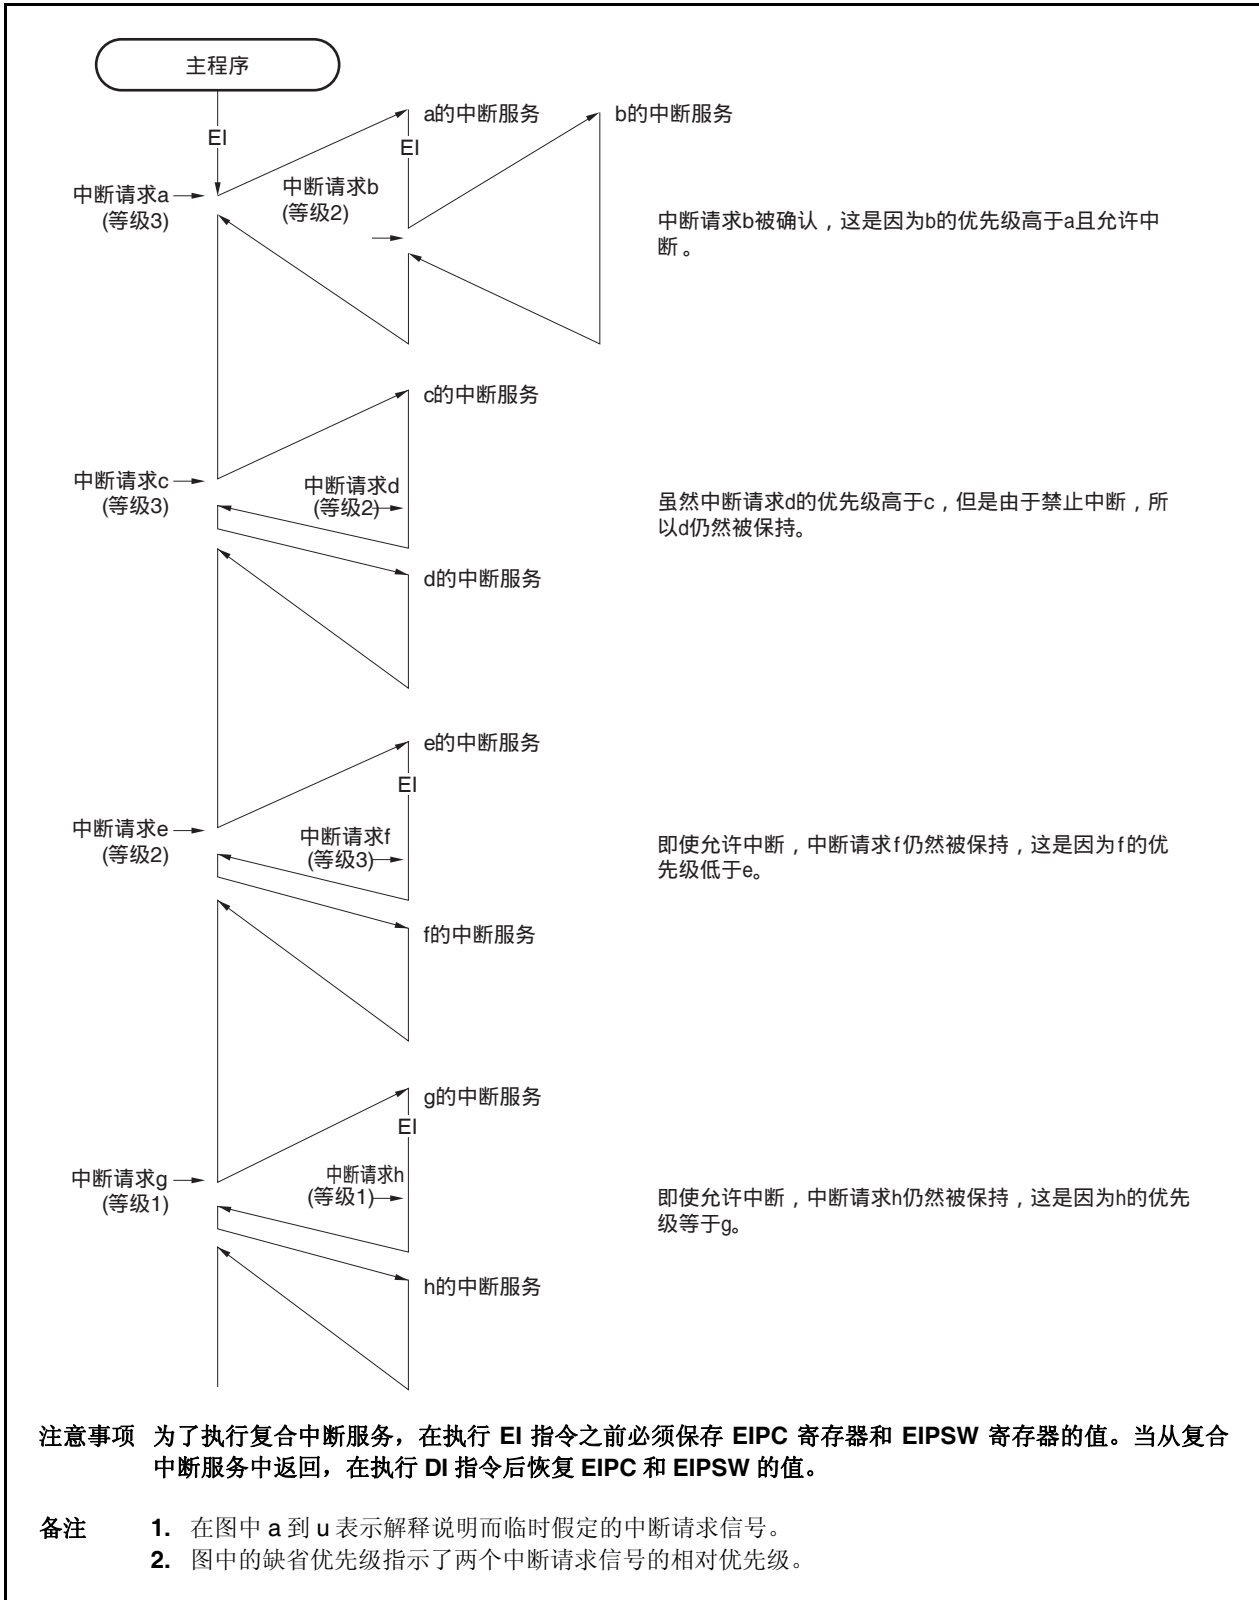 主程序
EI
a的中断服务
b的中断服务
EI
中断请求a
(等级3)
中断请求b
(等级2)
中断请求b被确认，这是因为b的优先级高于a且允许中
断。
c的中断服务
中断请求c
(等级3)
中断请求d
(等级2)
虽然中断请求d的优先级高于c，但是由于禁止中断，所
以d仍然被保持。
d的中断服务
e的中断服务
EI
中断请求e
(等级2)
中断请求f
(等级3)
即使允许中断，中断请求f仍然被保持，这是因为f的优
先级低于e。
f的中断服务
g的中断服务
EI
中断请求g
(等级1)
中断请求h
(等级1)
即使允许中断，中断请求h仍然被保持，这是因为h的优先
级等于g。
h的中断服务
注意事项 为了执行复合中断服务，在执行 EI 指令之前必须保存 EIPC 寄存器和 EIPSW 寄存器的值。当从复合
中断服务中返回，在执行 DI 指令后恢复 EIPC 和 EIPSW 的值。
备注 1. 在图中 a 到 u 表示解释说明而临时假定的中断请求信号。
2. 图中的缺省优先级指示了两个中断请求信号的相对优先级。